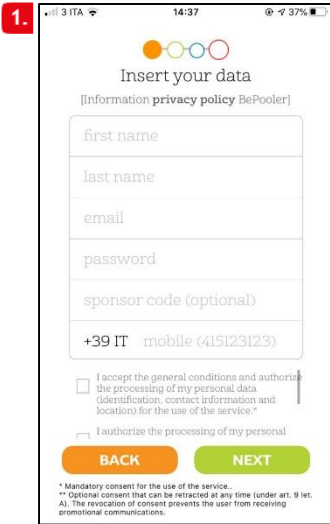 1.
3 ITA 14:37 37%
Insert your data
[Information privacy policy BePooler]
first name
last name
email
password
sponsor code (optional)
+39 IT mobile (415123123)
I accept the general conditions and authorize
the processing of my personal data
(identification, contact information and
location) for the use of the service.*
I authorize the processing of my personal
BACK NEXT
* Mandatory consent for the use of the service..
** Optional consent that can be retracted at any time (under art. 9 let.
A). The revocation of consent prevents the user from receiving
promotional communications.